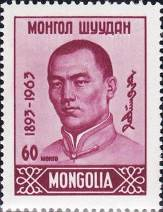 МОНГОЛ ШУУДАН
1893-1963
60 МӨНГӨ
MONGOLIA